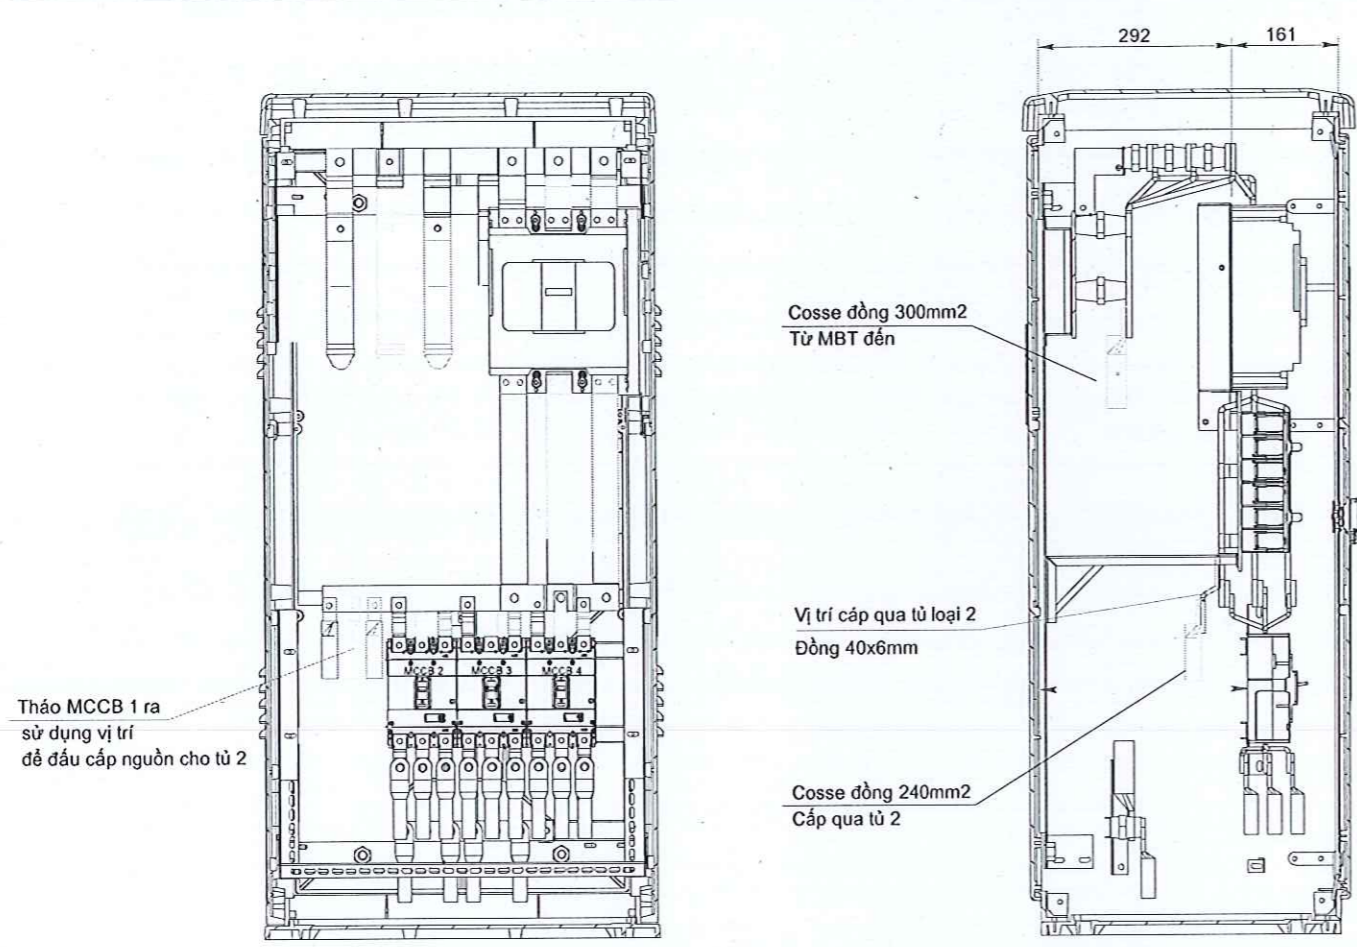 292
161
Cosse đồng 300mm2
Từ MBT đến
MCCB 2
MCCB 3
MCCB 4
Vị trí cáp qua tủ loại 2
Đồng 40x6mm
Tháo MCCB 1 ra
sử dụng vị trí
để đấu cấp nguồn cho tủ 2
Cosse đồng 240mm2
Cấp qua tủ 2